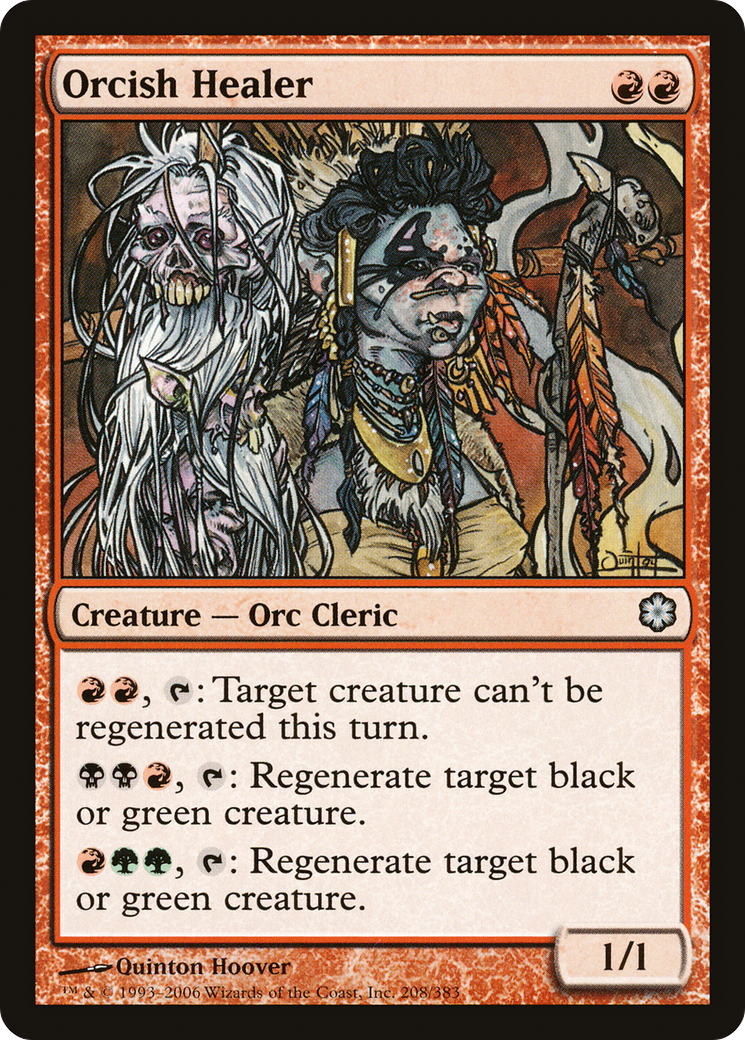 Orcish Healer
Creature — Orc Cleric
: Target creature can't be
regenerated this turn.
, : Regenerate target black
or green creature.
, : Regenerate target black
or green creature.
1/1
Quinton Hoover
™ & © 1993–2006 Wizards of the Coast, Inc. 208/383